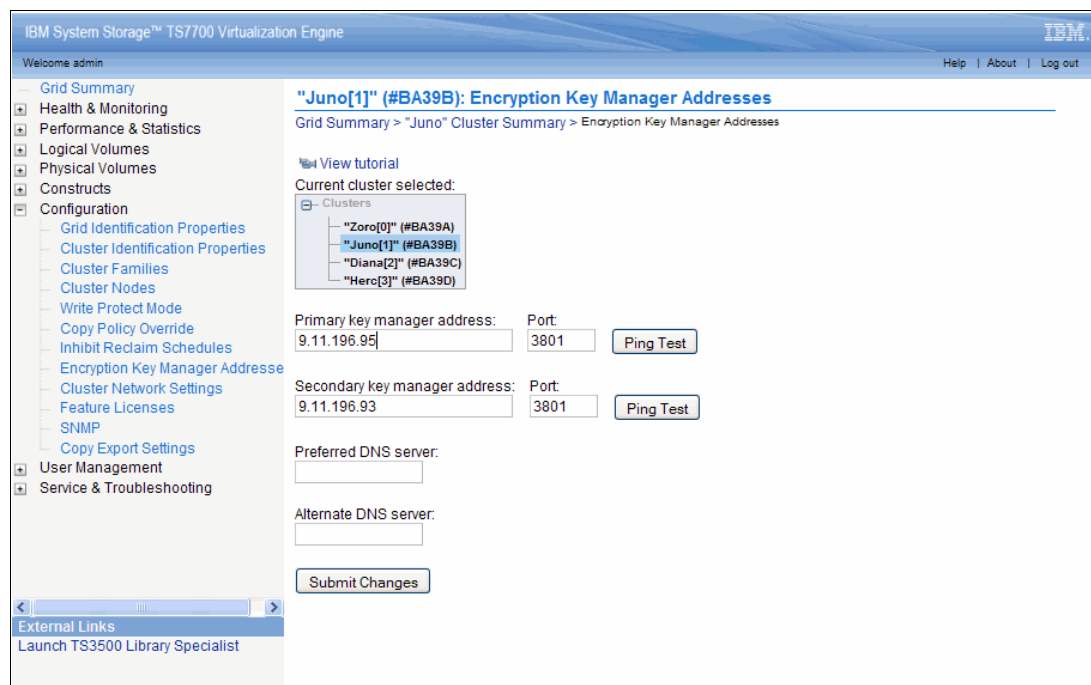 IBM System Storage™ TS7700 Virtualization Engine
IBM.
Welcome admin
Help | About | Log out
Grid Summary
Health & Monitoring
Performance & Statistics
Logical Volumes
Physical Volumes
Constructs
Configuration
Grid Identification Properties
Cluster Identification Properties
Cluster Families
Cluster Nodes
Write Protect Mode
Copy Policy Override
Inhibit Reclaim Schedules
Encryption Key Manager Addresse
Cluster Network Settings
Feature Licenses
SNMP
Copy Export Settings
User Management
Service & Troubleshooting
External Links
Launch TS3500 Library Specialist
"Juno[1]" (#BA39B): Encryption Key Manager Addresses
Grid Summary > "Juno" Cluster Summary > Encryption Key Manager Addresses
View tutorial
Current cluster selected:
Clusters
"Zoro[0]" (#BA39A)
"Juno[1]" (#BA39B)
"Diana[2]" (#BA39C)
"Herc[3]" (#BA39D)
Primary key manager address: Port:
9.11.196.95 3801 Ping Test
Secondary key manager address: Port:
9.11.196.93 3801 Ping Test
Preferred DNS server:
Alternate DNS server:
Submit Changes